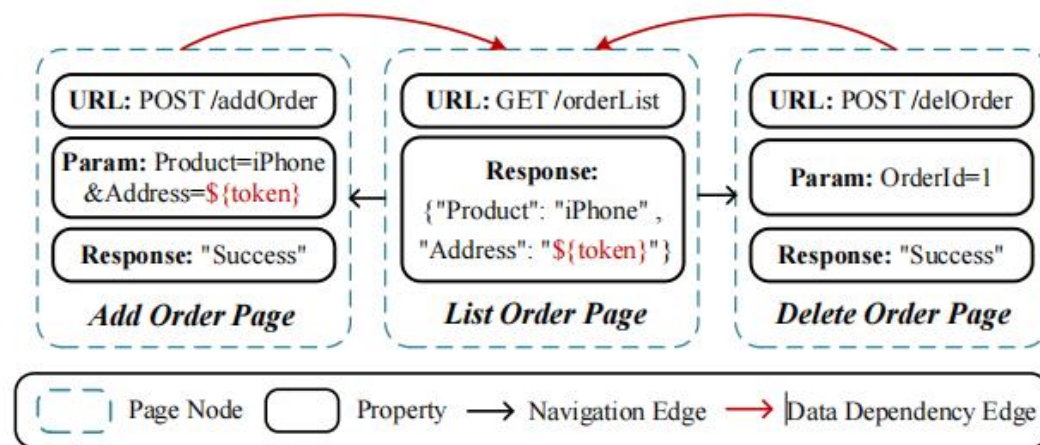 URL: POST /addOrder
Param: Product=iPhone
&Address=${token}
Response: "Success"
Add Order Page
URL: GET /orderList
Response:
{"Product": "iPhone" ,
"Address": "${token}"}
List Order Page
URL: POST /delOrder
Param: OrderId=1
Response: "Success"
Delete Order Page
Page Node
Property
Navigation Edge
Data Dependency Edge